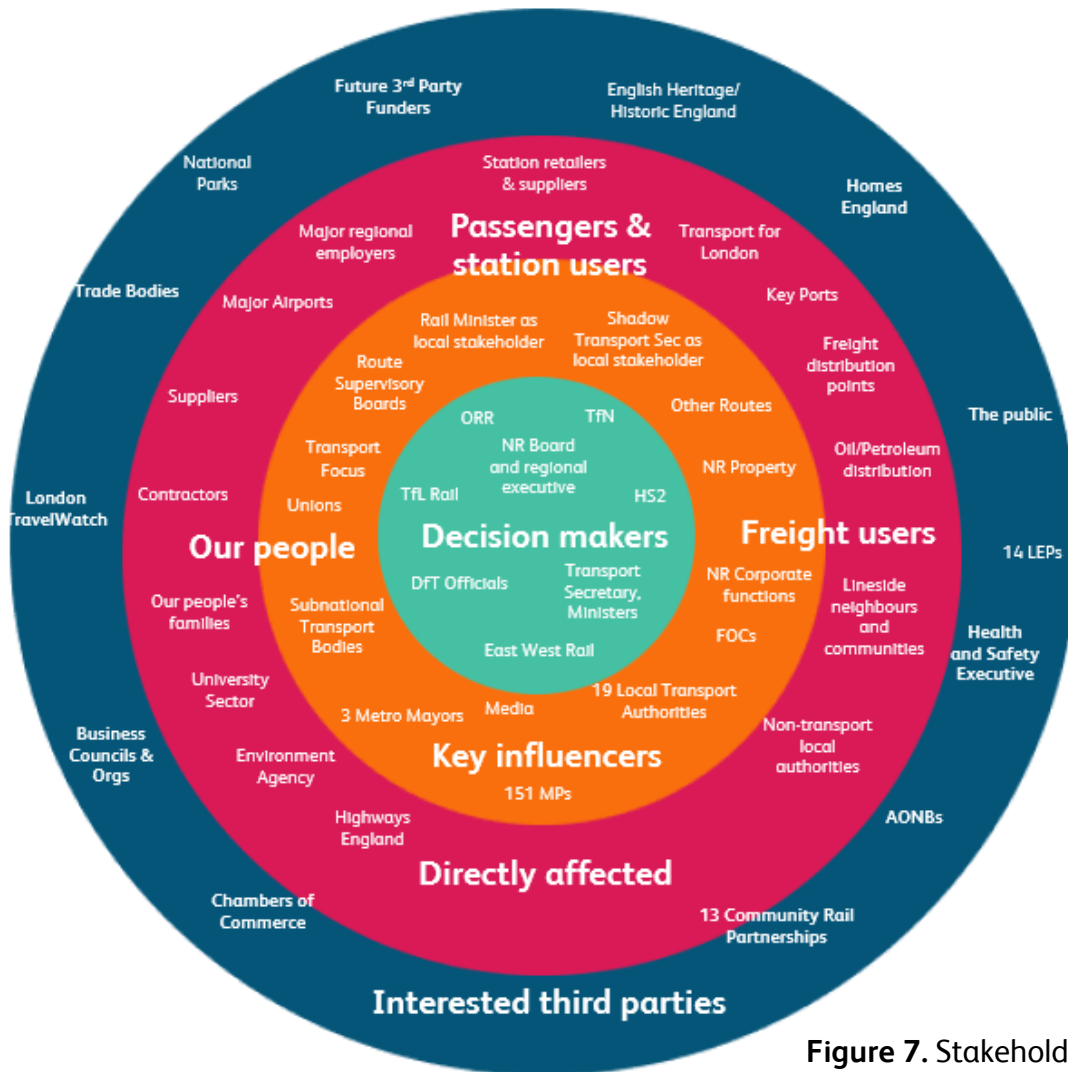 Future 3rd Party
Funders
English Heritage/
Historic England
National
Parks
Station retailers
& suppliers
Homes
England
Major regional
employers
Passengers &
station users
Transport for
London
Trade Bodies
Major Airports
Key Ports
Rail Minister as
local stakeholder
Shadow
Transport Sec as
local stakeholder
Route
Supervisory
Boards
Freight
distribution
points
Suppliers
ORR
TfN
Other Routes
The public
Transport
Focus
NR Board
and regional
executive
NR Property
Oil/Petroleum
distribution
London
TravelWatch
Contractors
Unions
TfL Rail
HS2
Our people
Decision makers
Freight users
14 LEPs
DfT Officials
Transport
Secretary,
Ministers
NR Corporate
functions
Lineside
neighbours
and
communities
Our people's
families
Subnational
Transport
Bodies
FOCs
Health
and Safety
Executive
East West Rail
University
Sector
3 Metro Mayors
Media
19 Local Transport
Authorities
Business
Councils &
Orgs
Environment
Agency
Key influencers
Non-transport
local
authorities
151 MPs
Highways
England
AONBs
Directly affected
Chambers of
Commerce
13 Community Rail
Partnerships
Interested third parties
Figure 7. Stakehold